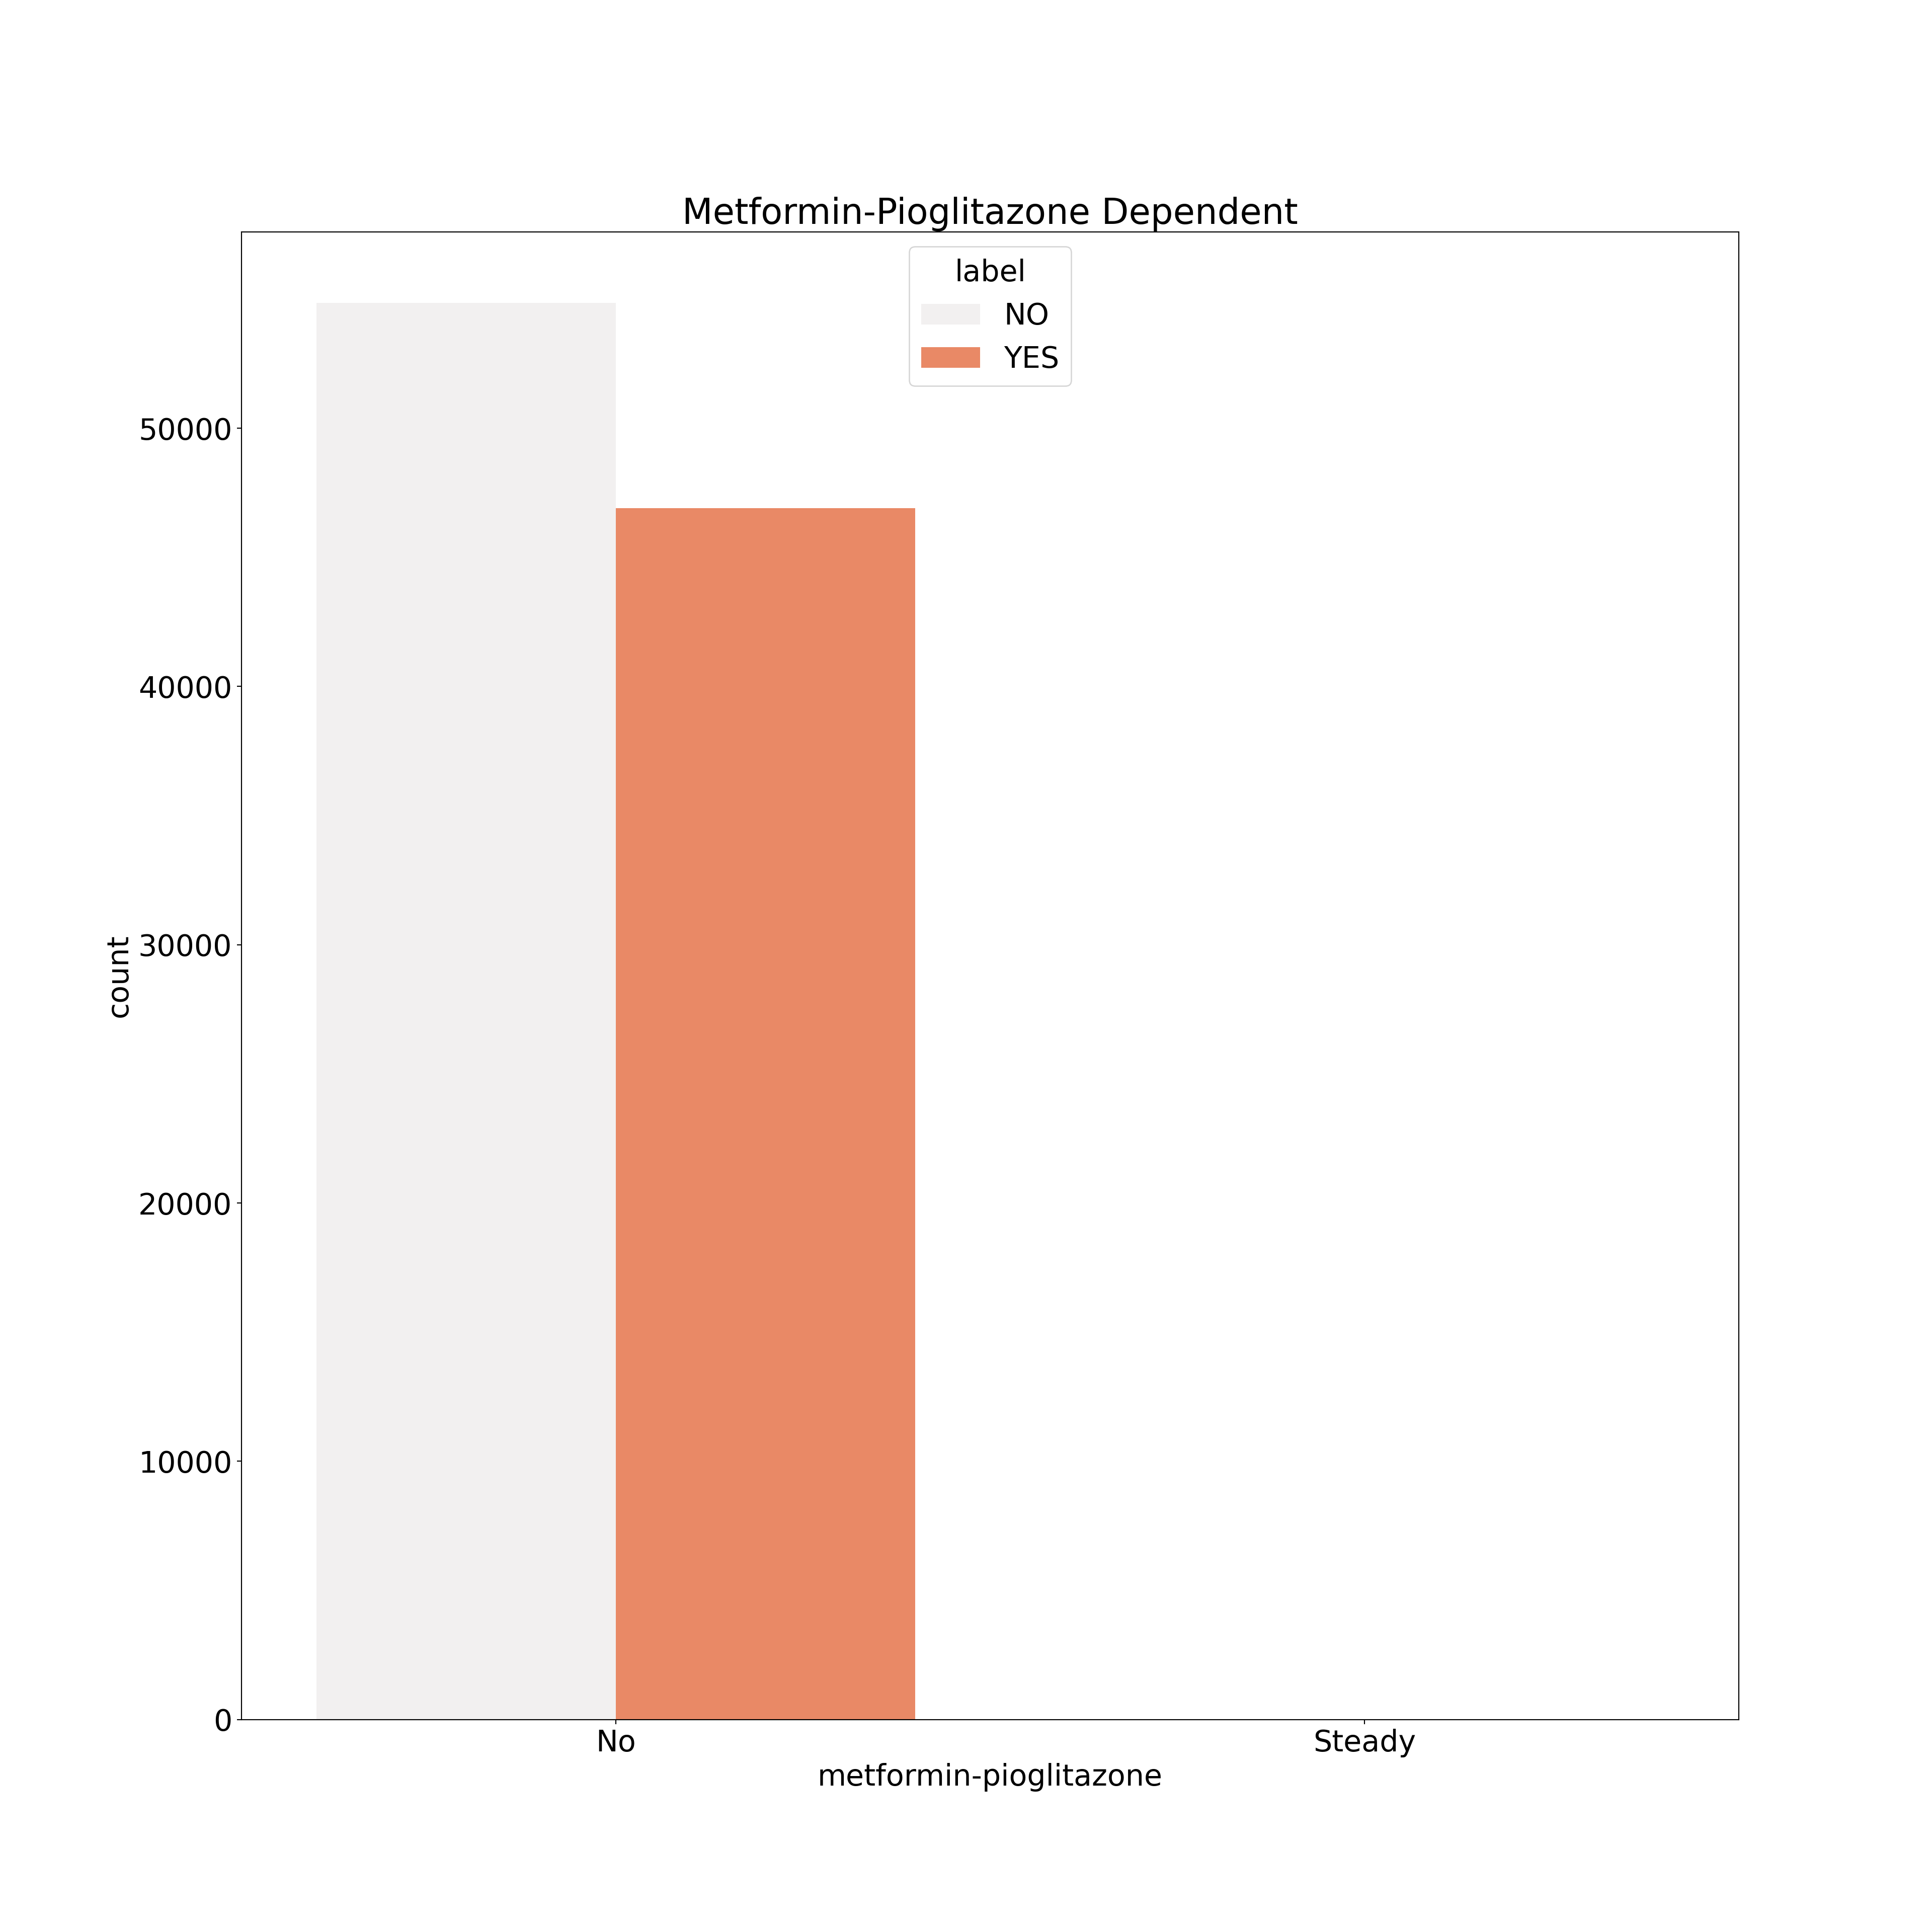 Metformin-Pioglitazone Dependent
label
NO
YES
50000
40000
30000
20000
10000
0
count
No
Steady
metformin-pioglitazone